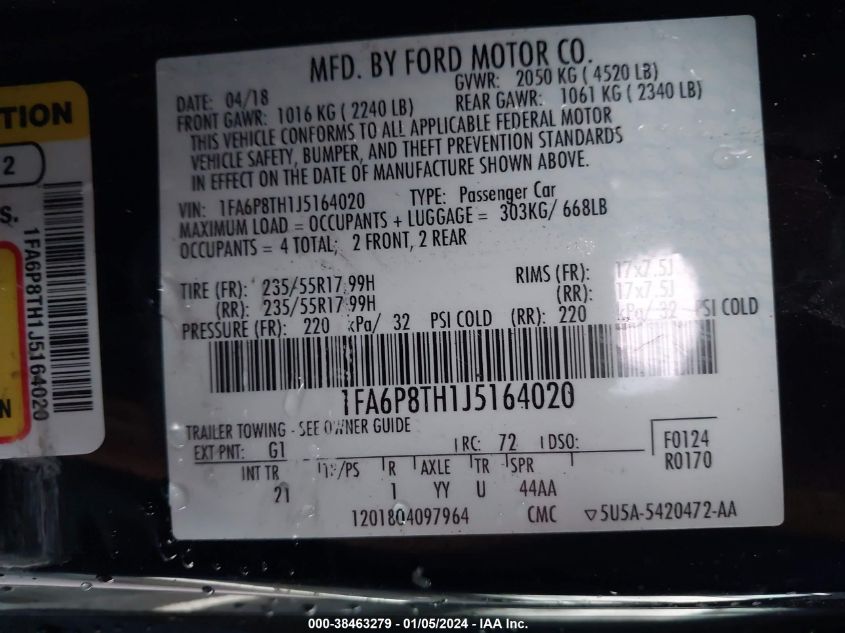 MFD. BY FORD MOTOR CO.
DATE: 04/18 GVWR: 2050 KG ( 4520 LB)
FRONT GAWR: 1016 KG ( 2240 LB) REAR GAWR: 1061 KG ( 2340 LB)
THIS VEHICLE CONFORMS TO ALL APPLICABLE FEDERAL MOTOR
VEHICLE SAFETY, BUMPER, AND THEFT PREVENTION STANDARDS
IN EFFECT ON THE DATE OF MANUFACTURE SHOWN ABOVE.
VIN: 1FA6P8TH1J5164020 TYPE: Passenger Car
MAXIMUM LOAD = OCCUPANTS + LUGGAGE = 303KG/ 668LB
OCCUPANTS = 4 TOTAL; 2 FRONT, 2 REAR
TIRE (FR): 235/55R17 99H RIMS (FR): 17x7.5J
(RR): 235/55R17 99H (RR): 17x7.5J
PRESSURE (FR): 220 kPa/ 32 PSI COLD (RR): 220 kPa/ 32 PSI COLD
1FA6P8TH1J5164020
TRAILER TOWING - SEE OWNER GUIDE
EXT PNT: G1 RC: 72 DSO: F0124
R0170
INT TR /PS R AXLE TR SPR
21 1 YY U 44AA
1201804097964 CMC ▽5U5A-5420472-AA
TION
2
S.
1FA6P8TH1J5164020
N
000-38463279 - 01/05/2024 - IAA Inc.